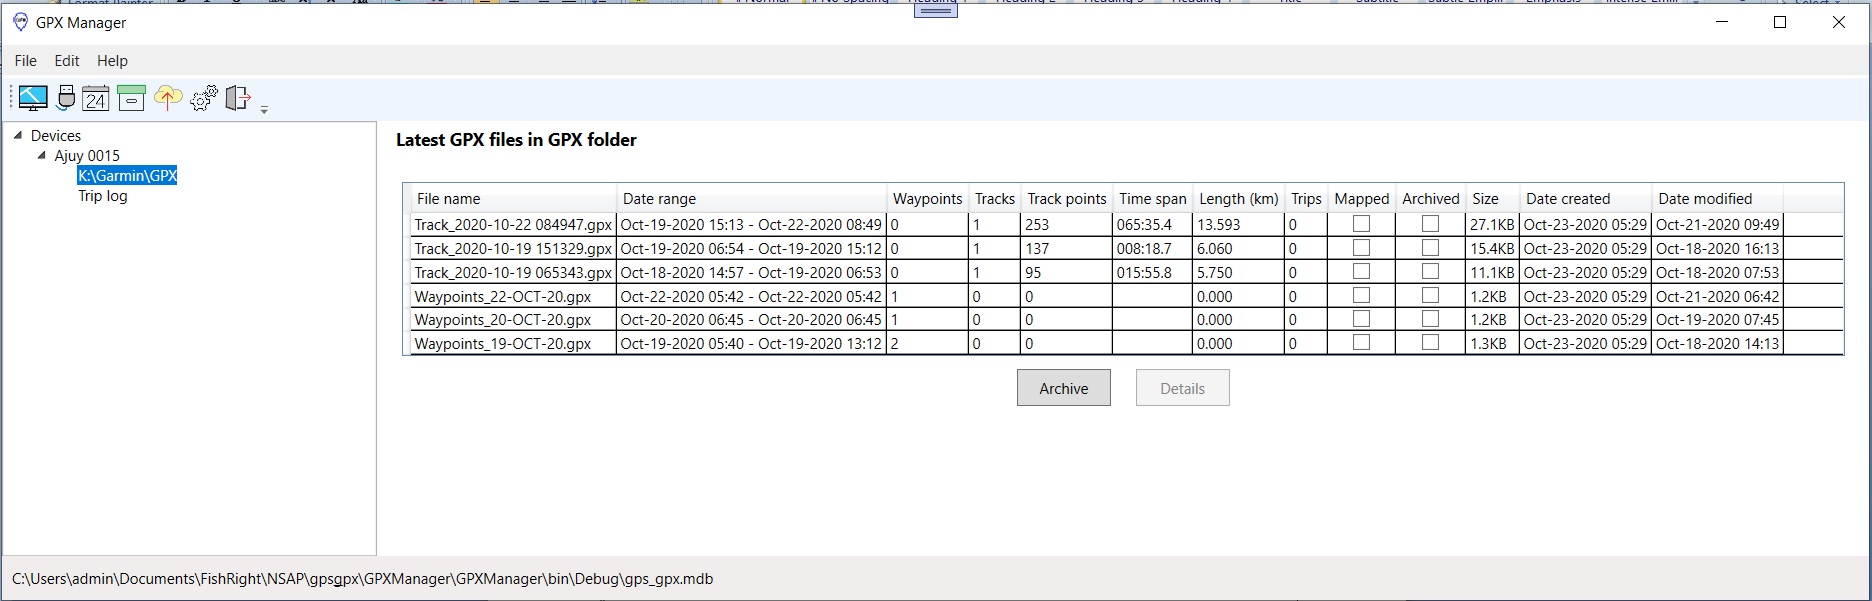 GPX Manager
File Edit Help
24
Devices
Ajuy 0015
K:\Garmin\GPX
Trip log
Latest GPX files in GPX folder
File name Date range Waypoints Tracks Track points Time span Length (km) Trips Mapped Archived Size Date created Date modified
Track_2020-10-22 084947.gpx Oct-19-2020 15:13 - Oct-22-2020 08:49 0 1 253 065:35.4 13.593 0 27.1KB Oct-23-2020 05:29 Oct-21-2020 09:49
Track_2020-10-19 151329.gpx Oct-19-2020 06:54 - Oct-19-2020 15:12 0 1 137 008:18.7 6.060 0 15.4KB Oct-23-2020 05:29 Oct-18-2020 16:13
Track_2020-10-19 065343.gpx Oct-18-2020 14:57 - Oct-19-2020 06:53 0 1 95 015:55.8 5.750 0 11.1KB Oct-23-2020 05:29 Oct-18-2020 07:53
Waypoints_22-OCT-20.gpx Oct-22-2020 05:42 - Oct-22-2020 05:42 1 0 0 0.000 0 1.2KB Oct-23-2020 05:29 Oct-21-2020 06:42
Waypoints_20-OCT-20.gpx Oct-20-2020 06:45 - Oct-20-2020 06:45 1 0 0 0.000 0 1.2KB Oct-23-2020 05:29 Oct-19-2020 07:45
Waypoints_19-OCT-20.gpx Oct-19-2020 05:40 - Oct-19-2020 13:12 2 0 0 0.000 0 1.3KB Oct-23-2020 05:29 Oct-18-2020 14:13
Archive Details
C:\Users\admin\Documents\FishRight\NSAP\gpsgpx\GPXManager\GPXManager\bin\Debug\gps_gpx.mdb